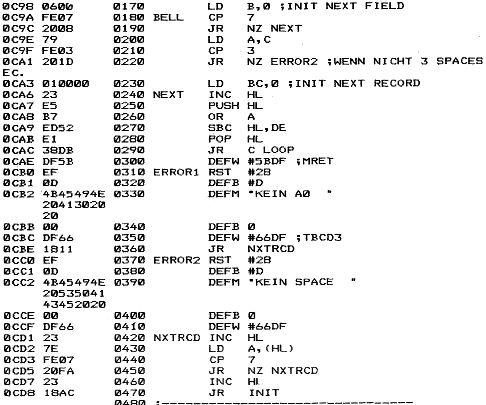 0C98 0600 0170 LD B,0 ;INIT NEXT FIELD
0C9A FE07 0180 BELL CP 7
0C9C 2008 0190 JR NZ NEXT
0C9E 79 0200 LD A,C
0C9F FE03 0210 CP 3
0CA1 201D 0220 JR NZ ERROR2 ;WENN NICHT 3 SPACES
EC.
0CA3 010000 0230 LD BC,0 ;INIT NEXT RECORD
0CA6 23 0240 NEXT INC HL
0CA7 E5 0250 PUSH HL
0CA8 B7 0260 OR A
0CA9 ED52 0270 SBC HL,DE
0CAB E1 0280 POP HL
0CAC 38DB 0290 JR C LOOP
0CAE DF5B 0300 DEFW #5BDF ;MRET
0CB0 EF 0310 ERROR1 RST #28
0CB1 0D 0320 DEFB #D
0CB2 4B45494E 0330 DEFM "KEIN A0 "
20413020
20
0CBB 00 0340 DEFB 0
0CBC DF66 0350 DEFW #66DF ;TBCD3
0CBE 1811 0360 JR NXTRCD
0CC0 EF 0370 ERROR2 RST #28
0CC1 0D 0380 DEFB #D
0CC2 4B45494E 0390 DEFM "KEIN SPACE "
20535041
43452020
0CCE 00 0400 DEFB 0
0CCF DF66 0410 DEFW #66DF
0CD1 23 0420 NXTRCD INC HL
0CD2 7E 0430 LD A,(HL)
0CD3 FE07 0440 CP 7
0CD5 20FA 0450 JR NZ NXTRCD
0CD7 23 0460 INC HL
0CD8 18AC 0470 JR INIT
0480 ;--------------------------------